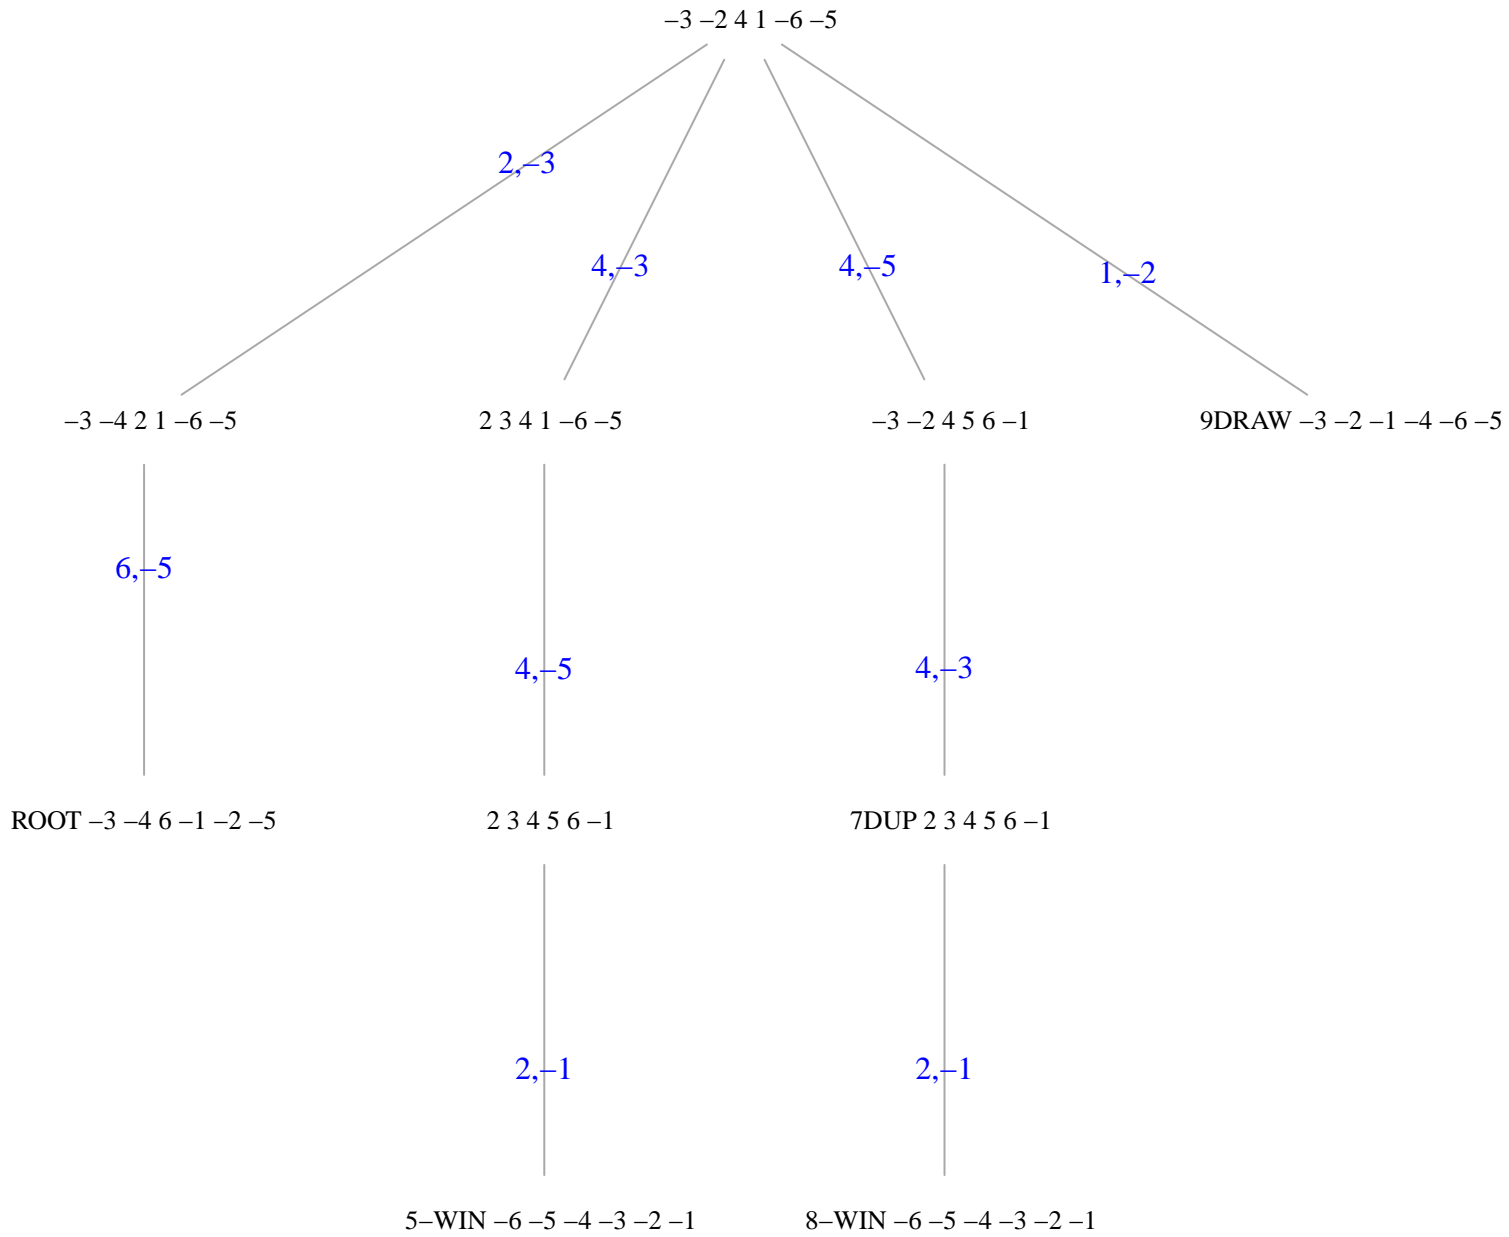 −3 −2 4 1 −6 −5
2,−3
4,−3
4,−5
1,−2
−3 −4 2 1 −6 −5
2 3 4 1 −6 −5
−3 −2 4 5 6 −1
9DRAW −3 −2 −1 −4 −6 −5
6,−5
4,−5
4,−3
ROOT −3 −4 6 −1 −2 −5
2 3 4 5 6 −1
7DUP 2 3 4 5 6 −1
2,−1
2,−1
5−WIN −6 −5 −4 −3 −2 −1
8−WIN −6 −5 −4 −3 −2 −1